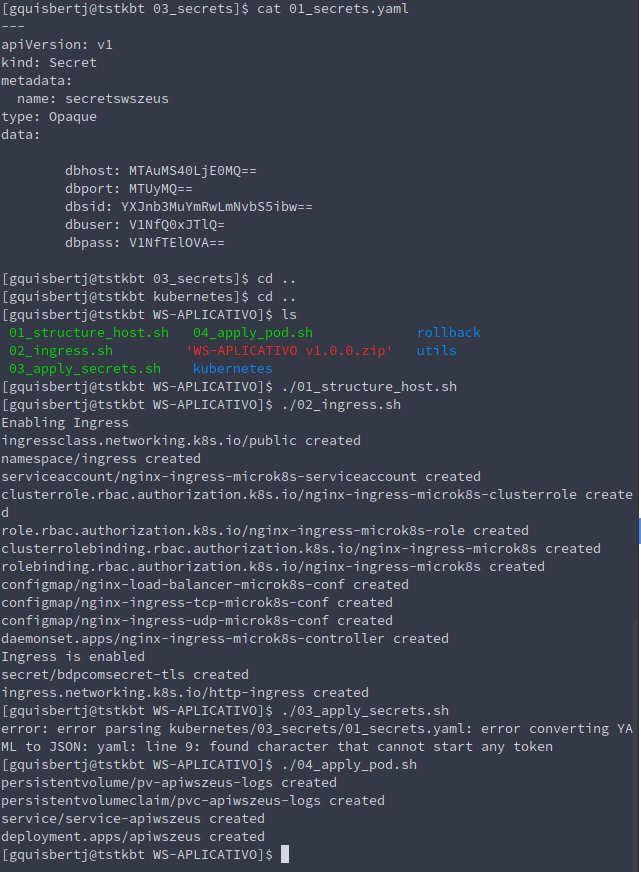 [gquisbertj@tstkbt 03_secrets]$ cat 01_secrets.yaml
---
apiVersion: v1
kind: Secret
metadata:
  name: secretswszeus
type: Opaque
data:
        dbhost: MTAuMS40LjE0MQ==
        dbport: MTUyMQ==
        dbsid: YXJnb3MuYmRwLmNvbS5ibw==
        dbuser: V1NfQ0xJTlQ=
        dbpass: V1NfTElOVA==
[gquisbertj@tstkbt 03_secrets]$ cd ..
[gquisbertj@tstkbt kubernetes]$ cd ..
[gquisbertj@tstkbt WS-APLICATIVO]$ ls
 01_structure_host.sh   04_apply_pod.sh             rollback
 02_ingress.sh         'WS-APLICATIVO v1.0.0.zip'   utils
 03_apply_secrets.sh    kubernetes
[gquisbertj@tstkbt WS-APLICATIVO]$ ./01_structure_host.sh
[gquisbertj@tstkbt WS-APLICATIVO]$ ./02_ingress.sh
Enabling Ingress
ingressclass.networking.k8s.io/public created
namespace/ingress created
serviceaccount/nginx-ingress-microk8s-serviceaccount created
clusterrole.rbac.authorization.k8s.io/nginx-ingress-microk8s-clusterrole create
d
role.rbac.authorization.k8s.io/nginx-ingress-microk8s-role created
clusterrolebinding.rbac.authorization.k8s.io/nginx-ingress-microk8s created
rolebinding.rbac.authorization.k8s.io/nginx-ingress-microk8s created
configmap/nginx-load-balancer-microk8s-conf created
configmap/nginx-ingress-tcp-microk8s-conf created
configmap/nginx-ingress-udp-microk8s-conf created
daemonset.apps/nginx-ingress-microk8s-controller created
Ingress is enabled
secret/bdpcomsecret-tls created
ingress.networking.k8s.io/http-ingress created
[gquisbertj@tstkbt WS-APLICATIVO]$ ./03_apply_secrets.sh
error: error parsing kubernetes/03_secrets/01_secrets.yaml: error converting YA
ML to JSON: yaml: line 9: found character that cannot start any token
[gquisbertj@tstkbt WS-APLICATIVO]$ ./04_apply_pod.sh
persistentvolume/pv-apiwszeus-logs created
persistentvolumeclaim/pvc-apiwszeus-logs created
service/service-apiwszeus created
deployment.apps/apiwszeus created
[gquisbertj@tstkbt WS-APLICATIVO]$